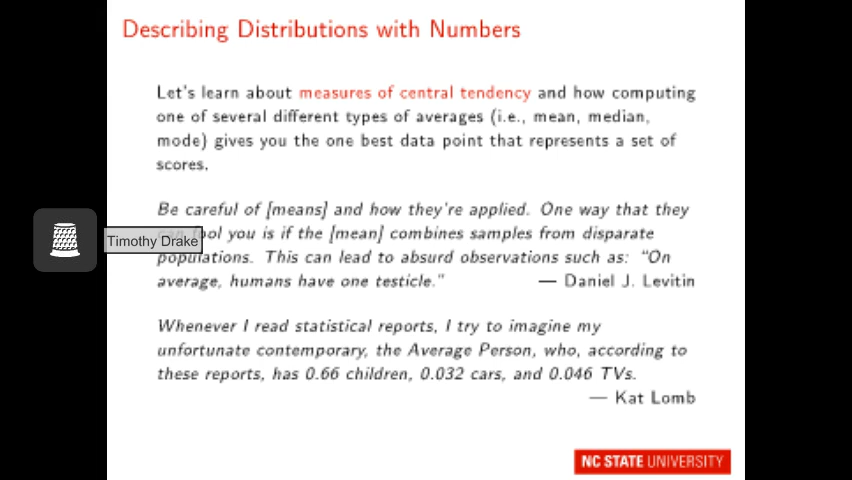 Describing Distributions with Numbers
Let's learn about measures of central tendency and how computing
one of several different types of averages (i.e., mean, median,
mode) gives you the one best data point that represents a set of
scores.
Be careful of [means] and how they're applied. One way that they
can fool you is if the [mean] combines samples from disparate
Timothy Drake
populations. This can lead to absurd observations such as: "On
average, humans have one testicle."
— Daniel J. Levitin
Whenever I read statistical reports, I try to imagine my
unfortunate contemporary, the Average Person, who, according to
these reports, has 0.66 children, 0.032 cars, and 0.046 TVs.
— Kat Lomb
NC STATE UNIVERSITY